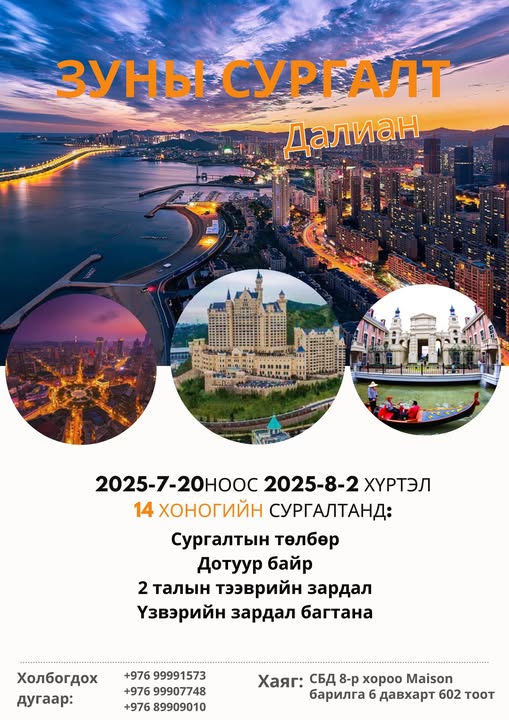 ЗУНЫ СУРГАЛТ
Далиан
2025-7-20НООС 2025-8-2 ХҮРТЭЛ
14 ХОНОГИЙН СУРГАЛТАНД:
Сургалтын төлбөр
Дотуур байр
2 талын тээврийн зардал
Үзвэрийн зардал багтана
Холбогдох
дугаар:
+976 99991573
+976 99907748
+976 89909010
Хаяг:
СБД 8-р хороо Maison
барилга 6 давхарт 602 тоот